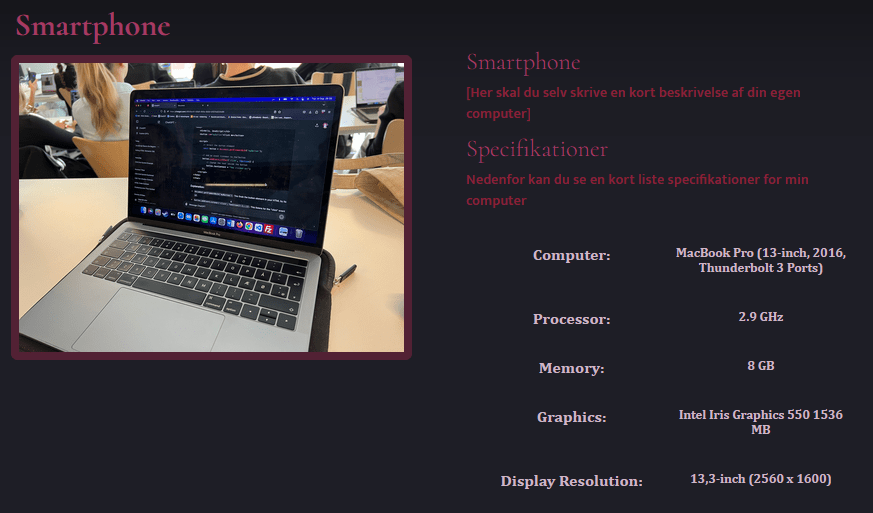 Smartphone
Smartphone
[Her skal du selv skrive en kort beskrivelse af din egen
computer]
Specifikationer
Nedenfor kan du se en kort liste specifikationer for min
computer
Computer: MacBook Pro (13-inch, 2016,
Thunderbolt 3 Ports)
Processor: 2.9 GHz
Memory: 8 GB
Graphics: Intel Iris Graphics 550 1536
MB
Display Resolution: 13,3-inch (2560 x 1600)
MacBook Pro